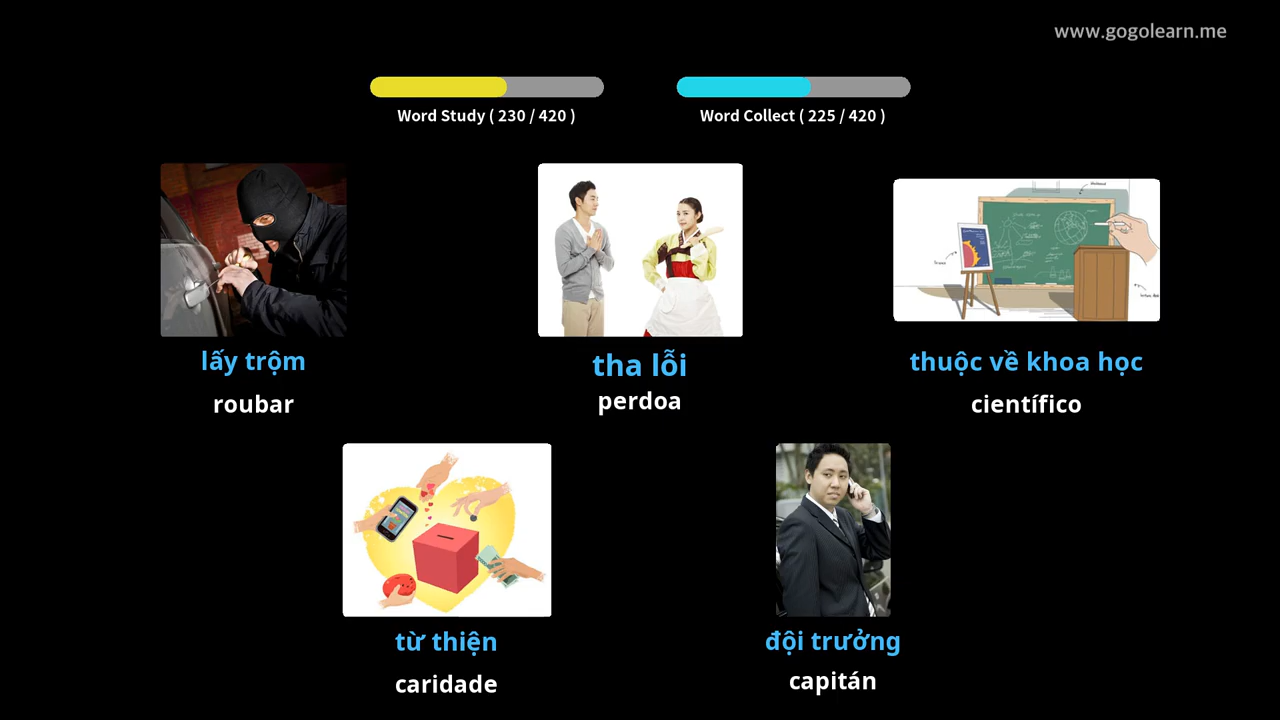 www.gogolearn.me
Word Study ( 230 / 420 )
Word Collect ( 225 / 420 )
lấy trộm
roubar
tha lỗi
perdoa
thuộc về khoa học
científico
từ thiện
caridade
đội trưởng
capitán